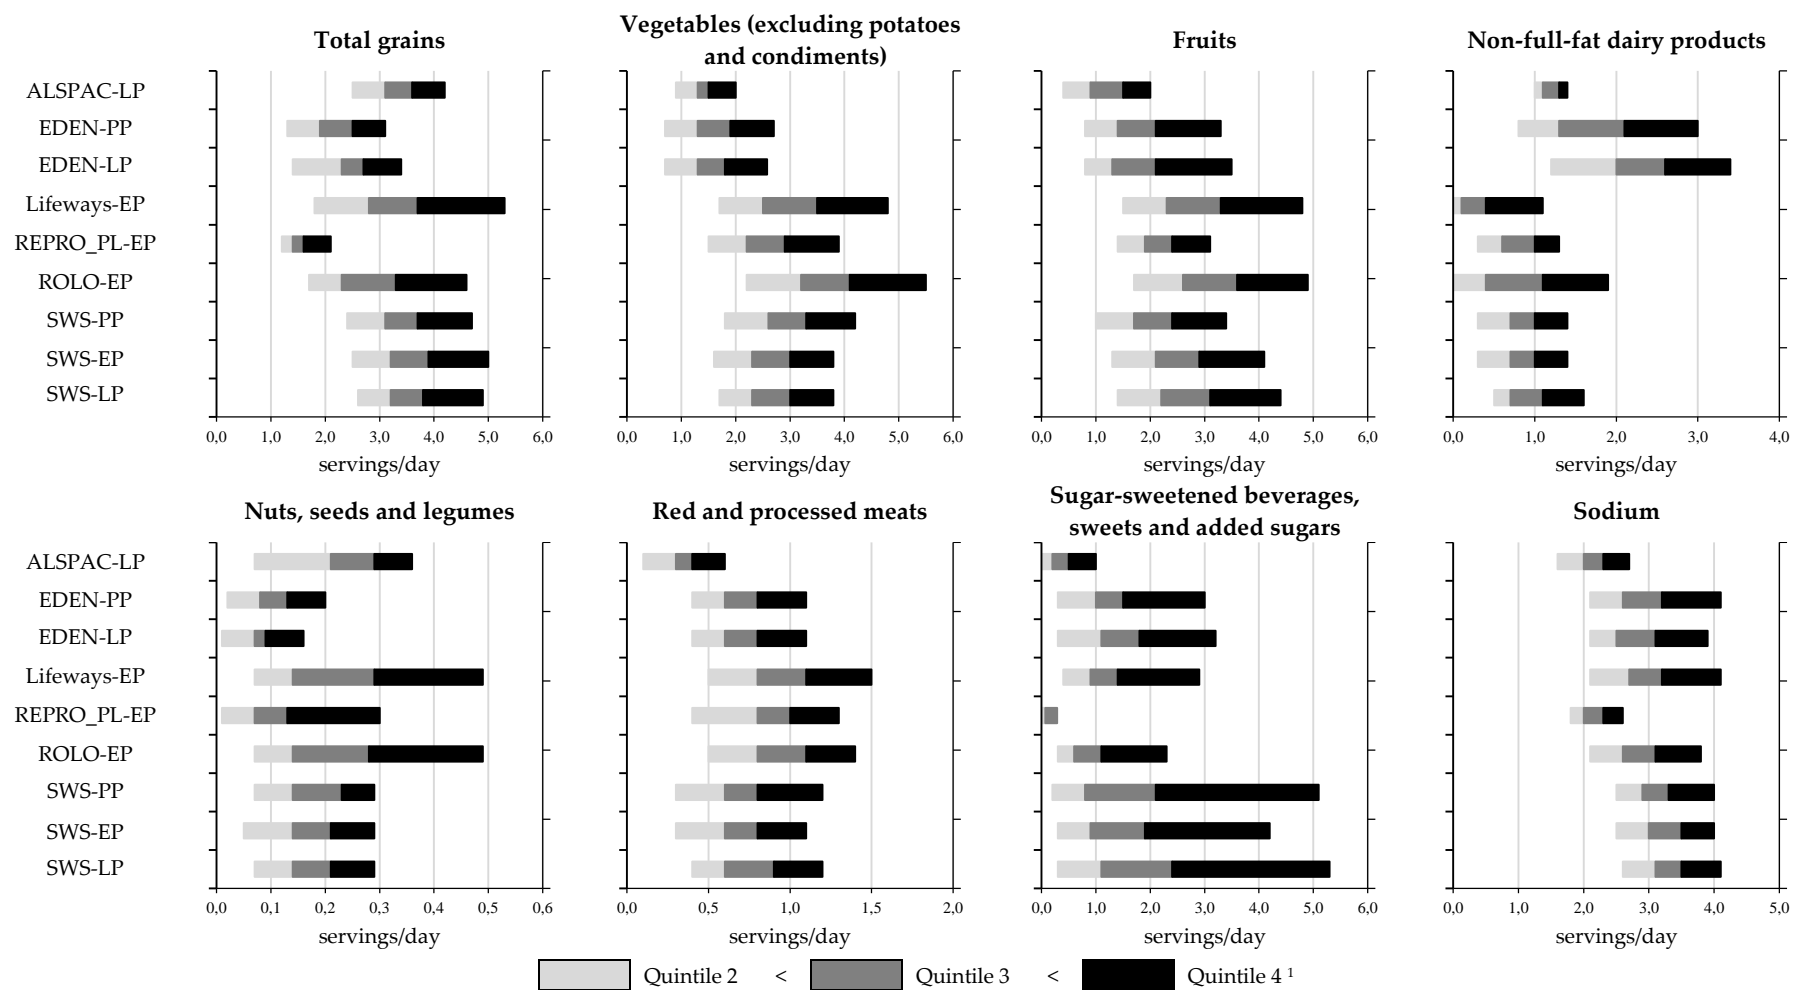 Total grains
Vegetables (excluding potatoes
and condiments)
Fruits
Non-full-fat dairy products
ALSPAC-LP
EDEN-PP
EDEN-LP
Lifeways-EP
REPRO_PL-EP
ROLO-EP
SWS-PP
SWS-EP
SWS-LP
0,0 1,0 2,0 3,0 4,0 5,0 6,0
0,0 1,0 2,0 3,0 4,0 5,0 6,0
0,0 1,0 2,0 3,0 4,0 5,0 6,0
0,0 1,0 2,0 3,0 4,0
servings/day
servings/day
servings/day
servings/day
Nuts, seeds and legumes
Red and processed meats
Sugar-sweetened beverages,
sweets and added sugars
Sodium
ALSPAC-LP
EDEN-PP
EDEN-LP
Lifeways-EP
REPRO_PL-EP
ROLO-EP
SWS-PP
SWS-EP
SWS-LP
0,0 0,1 0,2 0,3 0,4 0,5 0,6
0,0 0,5 1,0 1,5 2,0
0,0 1,0 2,0 3,0 4,0 5,0 6,0
0,0 1,0 2,0 3,0 4,0 5,0
servings/day
servings/day
servings/day
servings/day
Quintile 2 < Quintile 3 < Quintile 4 ¹